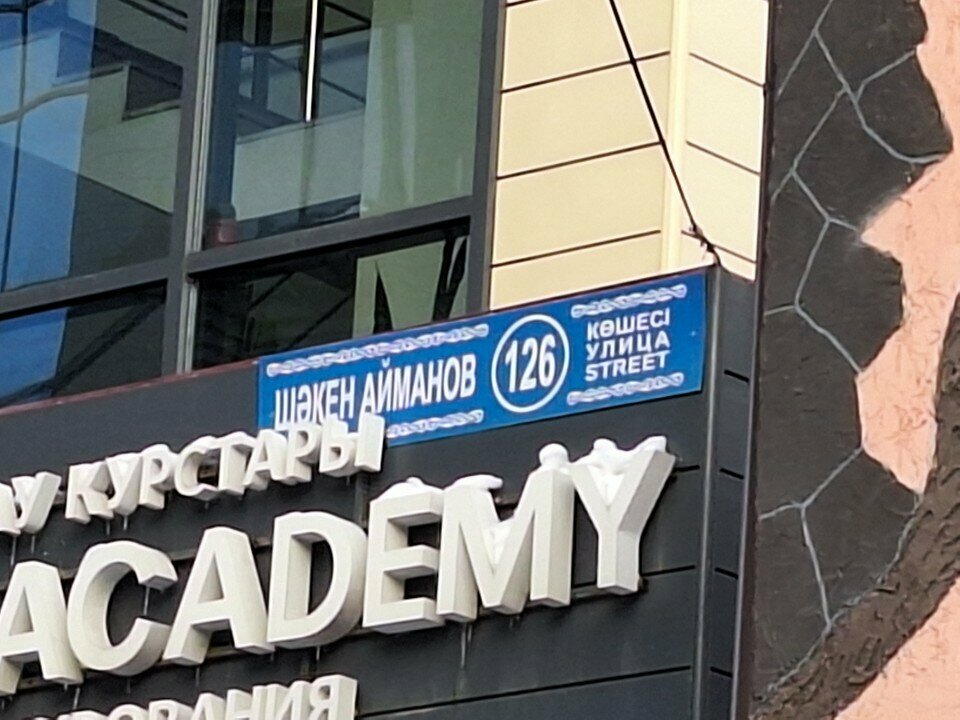 ШӘКЕН АЙМАНОВ
126
КӨШЕСІ
УЛИЦА
STREET
КУРСТАРЫ
ACADEMY